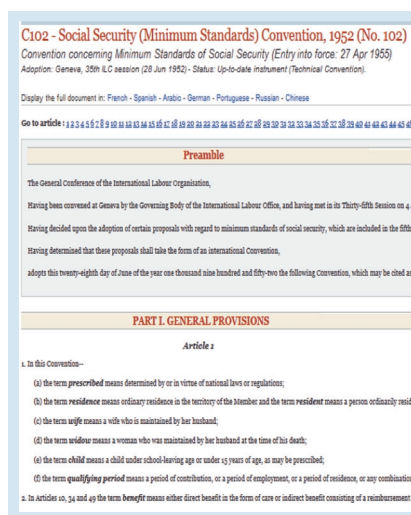 C102 - Social Security (Minimum Standards) Convention, 1952 (No. 102)
Convention concerning Minimum Standards of Social Security (Entry into force: 27 Apr 1955)
Adoption: Geneva, 35th ILC session (28 Jun 1952) - Status: Up-to-date instrument (Technical Convention).
Display the full document in: French - Spanish - Arabic - German - Portuguese - Russian - Chinese
Go to article : 1 2 3 4 5 6 7 8 9 10 11 12 13 14 15 16 17 18 19 20 21 22 23 24 25 26 27 28 29 30 31 32 33 34 35 36 37 38 39 40 41 42 43 44 45 46
Preamble
The General Conference of the International Labour Organisation,
Having been convened at Geneva by the Governing Body of the International Labour Office, and having met in its Thirty-fifth Session on 4
Having decided upon the adoption of certain proposals with regard to minimum standards of social security, which are included in the fifth
Having determined that these proposals shall take the form of an international Convention,
adopts this twenty-eighth day of June of the year one thousand nine hundred and fifty-two the following Convention, which may be cited as
PART I. GENERAL PROVISIONS
Article 1
1. In this Convention--
(a) the term prescribed means determined by or in virtue of national laws or regulations;
(b) the term residence means ordinary residence in the territory of the Member and the term resident means a person ordinarily resid
(c) the term wife means a wife who is maintained by her husband;
(d) the term widow means a woman who was maintained by her husband at the time of his death;
(e) the term child means a child under school-leaving age or under 15 years of age, as may be prescribed;
(f) the term qualifying period means a period of contribution, or a period of employment, or a period of residence, or any combination
2. In Articles 10, 34 and 49 the term benefit means either direct benefit in the form of care or indirect benefit consisting of a reimbursement